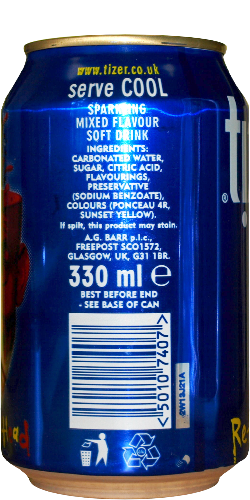 www.tizer.co.uk
serve COOL
SPARKLING
MIXED FLAVOUR
SOFT DRINK
INGREDIENTS:
CARBONATED WATER,
SUGAR, CITRIC ACID,
FLAVOURINGS,
PRESERVATIVE
(SODIUM BENZOATE),
COLOURS (PONCEAU 4R,
SUNSET YELLOW).
If spilt, this product may stain.
A.G. BARR p.l.c.,
FREEPOST SCO1572,
GLASGOW, UK, G31 1BR.
330 ml ℮
BEST BEFORE END
- SEE BASE OF CAN
<5010 7407>